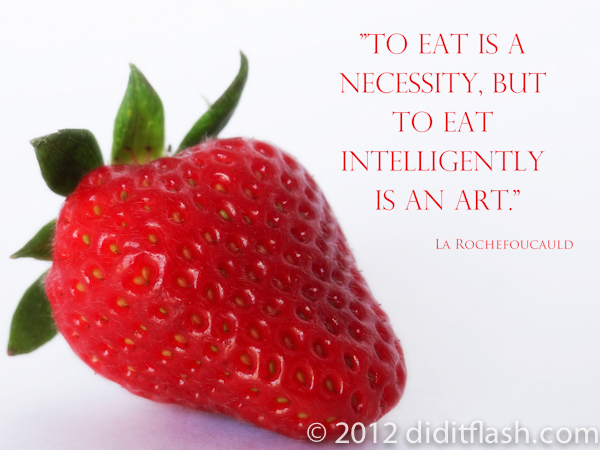 ”TO EAT IS A
NECESSITY, BUT
TO EAT
INTELLIGENTLY
IS AN ART.”
LA ROCHEFOUCAULD
© 2012 diditflash.com